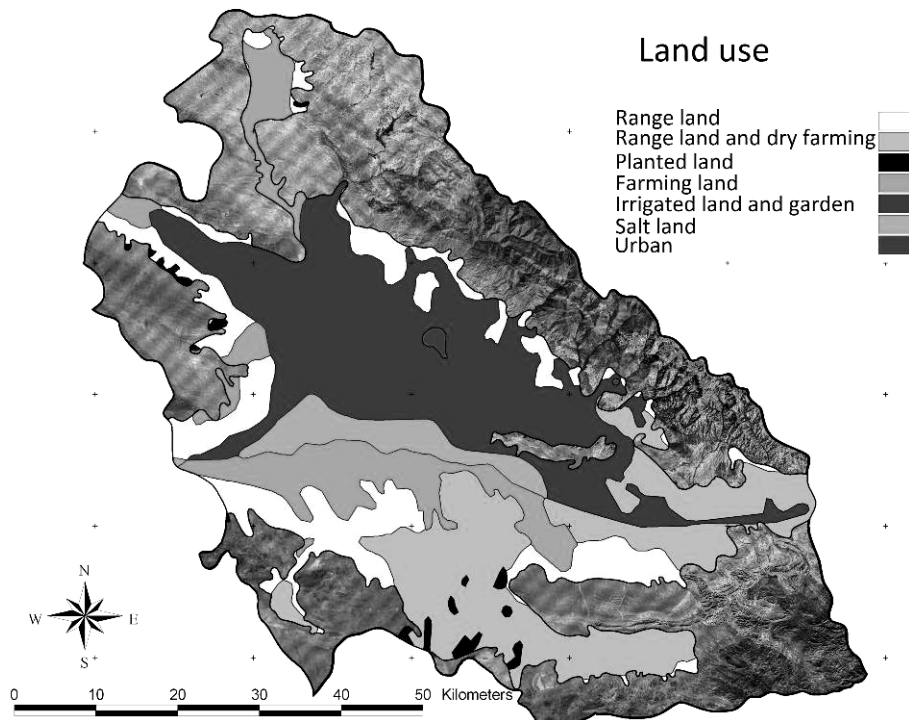 Land use
Range land
Range land and dry farming
Planted land
Farming land
Irrigated land and garden
Salt land
Urban
N
W E
S
0 10 20 30 40 50 Kilometers